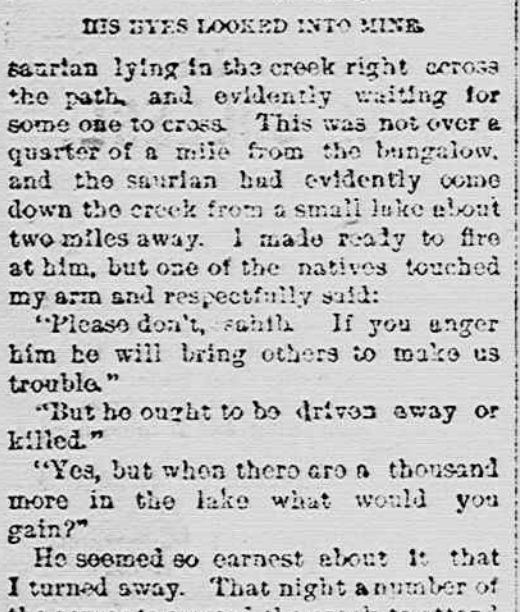 HIS EYES LOOKED INTO MINE.
saurian lying in the creek right across
the path, and evidently waiting for
some one to cross. This was not over a
quarter of a mile from the bungalow,
and the saurian had evidently come
down the creek from a small lake about
two miles away. I made ready to fire
at him, but one of the natives touched
my arm and respectfully said:
"Please don't, sahib. If you anger
him he will bring others to make us
trouble."
"But he ought to be driven away or
killed."
"Yes, but when there are a thousand
more in the lake what would you
gain?"
He seemed so earnest about it that
I turned away. That night a number of